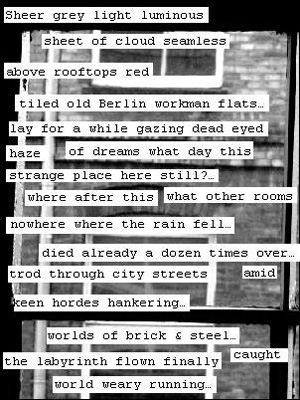 Sheer grey light luminous
sheet of cloud seamless
above rooftops red
tiled old Berlin workman flats…
lay for a while gazing dead eyed
haze of dreams what day this
strange place here still?…
where after this what other rooms
nowhere where the rain fell…
died already a dozen times over…
trod through city streets amid
keen hordes hankering…
worlds of brick & steel…
the labyrinth flown finally caught
world weary running…